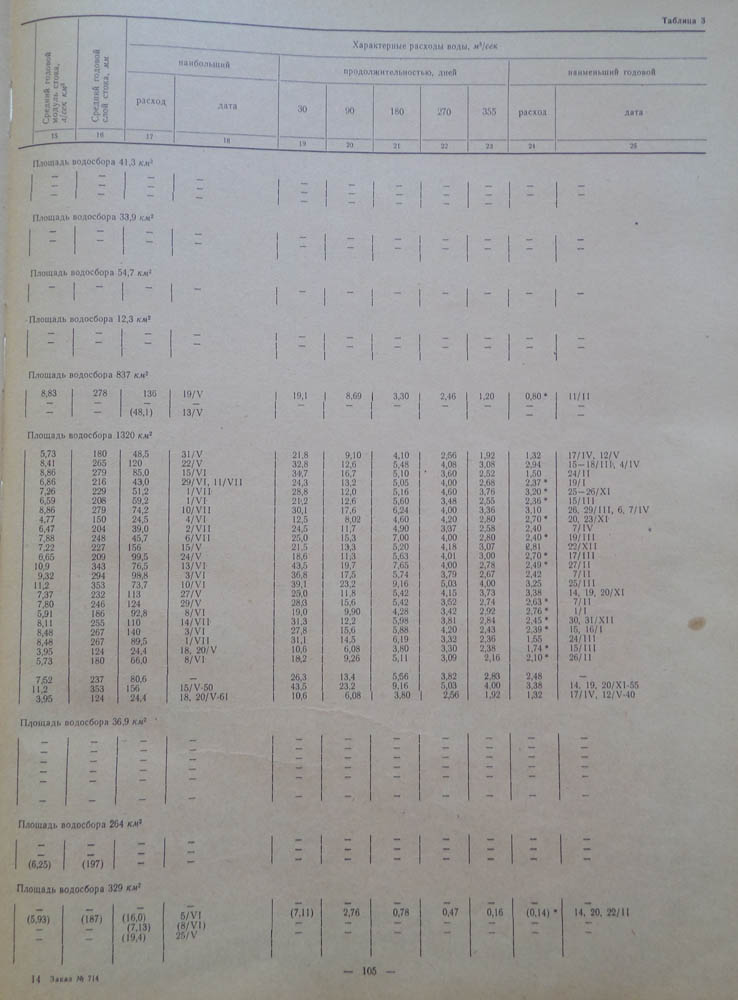 Таблица 3
Средний годовой модуль стока, л/сек км²
Средний годовой слой стока, мм
Характерные расходы воды, м³/сек
наибольший продолжительностью, дней наименьший годовой
расход дата 30 90 180 270 355 расход дата
15 16 17 18 19 20 21 22 23 24 25
Площадь водосбора 41,3 км²
— — — — — — — — — — —
— — — — — — — — — — —
— — — — — — — — — — —
Площадь водосбора 33,9 км²
— — — — — — — — — — —
— — — — — — — — — — —
Площадь водосбора 54,7 км²
— — — — — — — — — — —
Площадь водосбора 12,3 км²
— — — — — — — — — — —
— — — — — — — — — — —
Площадь водосбора 837 км²
8,83 278 136 19/V 19,1 8,69 3,30 2,46 1,20 0,80* 11/II
— — — — — — — — — — —
— — (48,1) 13/V — — — — — — —
Площадь водосбора 1320 км²
5,73 180 48,5 31/V 21,8 9,10 4,10 2,56 1,92 1,32 17/IV, 12/V
8,41 265 120 22/V 32,8 12,6 5,48 4,08 3,08 2,94 15—18/III, 4/IV
8,86 279 85,0 15/VI 34,7 16,7 5,10 3,60 2,52 1,50 24/II
6,86 216 43,0 29/VI, 11/VII 24,3 13,2 5,05 4,00 2,68 2,37* 19/I
7,26 229 51,2 1/VII 28,8 12,0 5,16 4,60 3,76 3,20* 25—26/XI
6,59 208 59,2 1/VI 21,2 12,6 5,60 3,48 2,55 2,36* 15/III
8,86 279 74,2 10/VII 30,1 17,6 6,24 4,00 3,36 3,10 26, 29/III, 6, 7/IV
4,77 150 24,5 4/VI 12,5 8,02 4,60 4,20 2,80 2,70* 20, 23/XI
6,47 204 39,0 2/VII 24,5 11,7 4,90 3,37 2,58 2,40 7/IV
7,88 248 45,7 6/VII 25,0 15,3 7,00 4,00 2,80 2,40* 19/III
7,22 227 156 15/V 21,5 13,3 5,20 4,18 3,07 2,81 22/XII
6,65 209 99,5 24/V 18,6 11,3 5,63 4,01 3,00 2,70* 17/III
10,9 343 76,5 13/VI 43,5 19,7 7,65 4,00 2,78 2,49* 27/II
9,32 294 98,8 3/VI 36,8 17,5 5,74 3,79 2,67 2,42 7/II
11,2 353 73,7 10/VI 39,1 23,2 9,16 5,03 4,00 3,25 25/III
7,37 232 113 27/V 25,0 11,8 5,42 4,15 3,73 3,38 14, 19, 20/XI
7,80 246 124 29/V 28,3 15,6 5,42 3,52 2,74 2,63* 7/II
5,91 186 92,8 8/VI 19,0 9,90 4,28 3,42 2,92 2,76* 1/I
8,11 255 110 14/VII 31,3 12,2 5,98 3,81 2,84 2,45* 30, 31/XII
8,48 267 140 3/VI 27,8 15,6 5,88 4,20 2,43 2,39* 15, 16/I
8,48 267 89,5 1/VII 31,1 14,5 6,19 3,32 2,36 1,55 24/III
3,95 124 24,4 18, 20/V 10,6 6,08 3,80 3,30 2,38 1,74* 15/III
5,73 180 66,0 8/VI 18,2 9,26 5,11 3,09 2,16 2,10* 26/II
7,52 237 80,6 — 26,3 13,4 5,56 3,82 2,83 2,48 —
11,2 353 156 15/V-50 43,5 23,2 9,16 5,03 4,00 3,38 14, 19, 20/XI-55
3,95 124 24,4 18, 20/V-61 10,6 6,08 3,80 2,56 1,92 1,32 17/IV, 12/V-40
Площадь водосбора 36,9 км²
— — — — — — — — — — —
— — — — — — — — — — —
— — — — — — — — — — —
— — — — — — — — — — —
— — — — — — — — — — —
— — — — — — — — — — —
Площадь водосбора 264 км²
— — — — — — — — — — —
— — — — — — — — — — —
(6,25) (197) — — — — — — — — —
Площадь водосбора 329 км²
— — — — — — — — — — —
(5,93) (187) (16,0) 5/VI (7,11) 2,76 0,78 0,47 0,16 (0,14)* 14, 20, 22/II
— — (7,13) (8/VI) — — — — — — —
— — (19,4) 25/V — — — — — — —
14 Заказ № 714
— 105 —